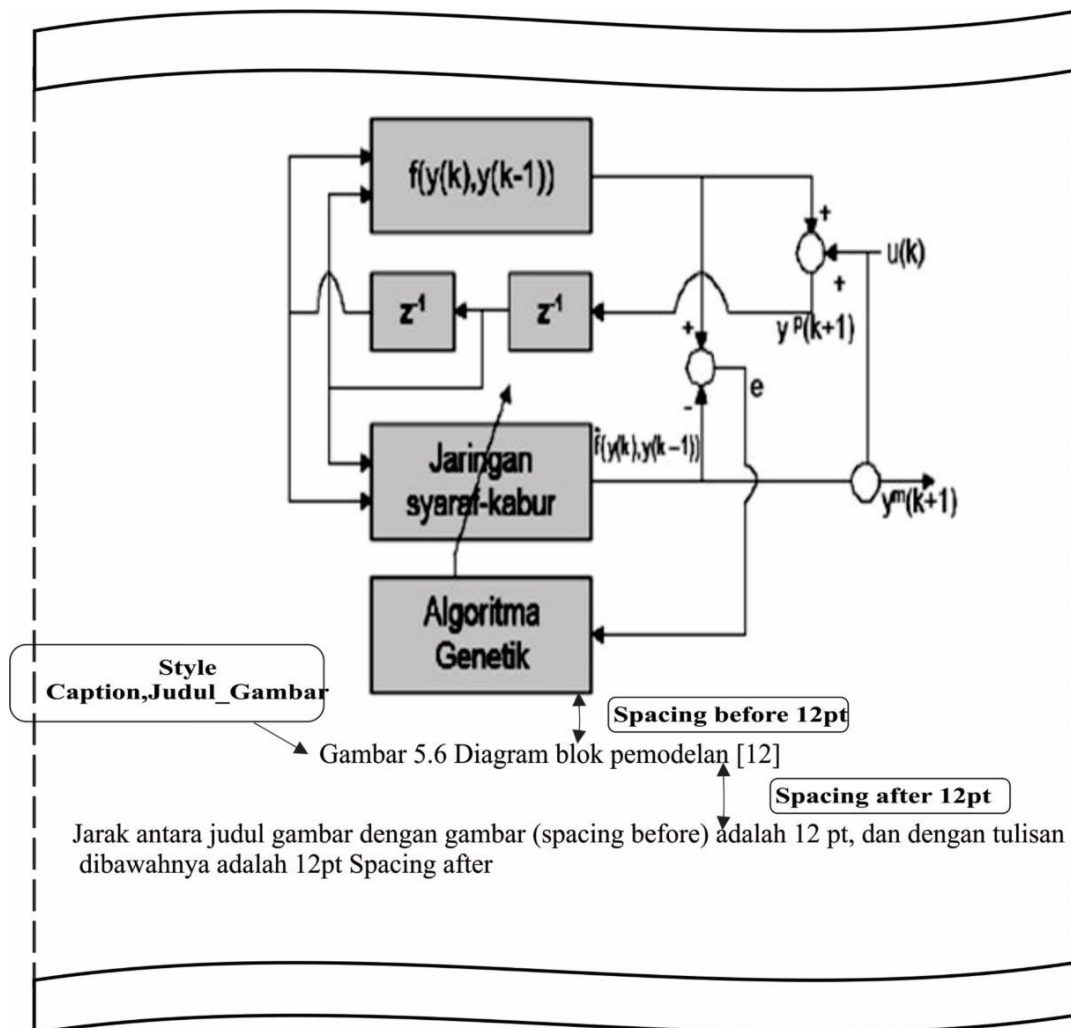 f(y(k),y(k-1))
+
u(k)
+
z⁻¹
z⁻¹
y ᵖ(k+1)
+
e
-
f̂(y(k),y(k−1))
Jaringan
syaraf-kabur
yᵐ(k+1)
Algoritma
Genetik
Style
Caption,Judul_Gambar
Spacing before 12pt
Gambar 5.6 Diagram blok pemodelan [12]
Spacing after 12pt
Jarak antara judul gambar dengan gambar (spacing before) adalah 12 pt, dan dengan tulisan
dibawahnya adalah 12pt Spacing after